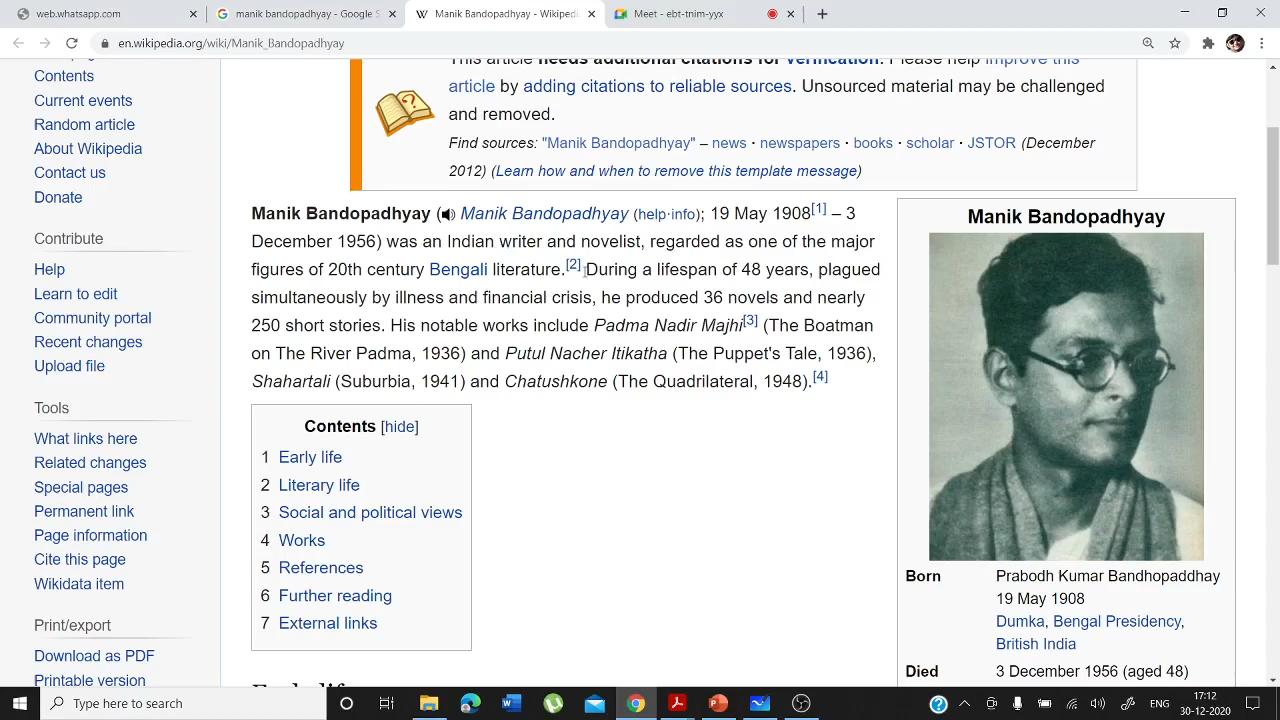 web.whatsapp.com
manik bandopadhyay - Google S
Manik Bandopadhyay - Wikipedi
Meet - ebt-tnim-yyx
en.wikipedia.org/wiki/Manik_Bandopadhyay
Contents
Current events
Random article
About Wikipedia
Contact us
Donate
Contribute
Help
Learn to edit
Community portal
Recent changes
Upload file
Tools
What links here
Related changes
Special pages
Permanent link
Page information
Cite this page
Wikidata item
Print/export
Download as PDF
Printable version
This article needs additional citations for verification. Please help improve this
article by adding citations to reliable sources. Unsourced material may be challenged
and removed.
Find sources: "Manik Bandopadhyay" – news · newspapers · books · scholar · JSTOR (December
2012) (Learn how and when to remove this template message)
Manik Bandopadhyay ( Manik Bandopadhyay (help·info); 19 May 1908[1] – 3
December 1956) was an Indian writer and novelist, regarded as one of the major
figures of 20th century Bengali literature.[2] During a lifespan of 48 years, plagued
simultaneously by illness and financial crisis, he produced 36 novels and nearly
250 short stories. His notable works include Padma Nadir Majhi[3] (The Boatman
on The River Padma, 1936) and Putul Nacher Itikatha (The Puppet's Tale, 1936),
Shahartali (Suburbia, 1941) and Chatushkone (The Quadrilateral, 1948).[4]
Contents [hide]
1 Early life
2 Literary life
3 Social and political views
4 Works
5 References
6 Further reading
7 External links
Manik Bandopadhyay
Born Prabodh Kumar Bandhopaddhay
19 May 1908
Dumka, Bengal Presidency,
British India
Died 3 December 1956 (aged 48)
Type here to search
ENG
17:12
30-12-2020